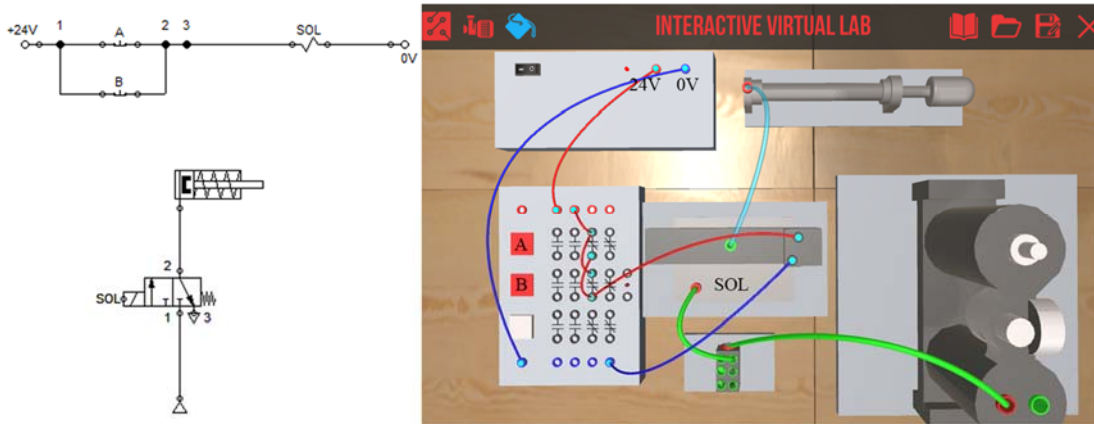 1 2 3
A
+24V
SOL
0V
B
2
SOL
1 3
INTERACTIVE VIRTUAL LAB
24V 0V
A
B
SOL